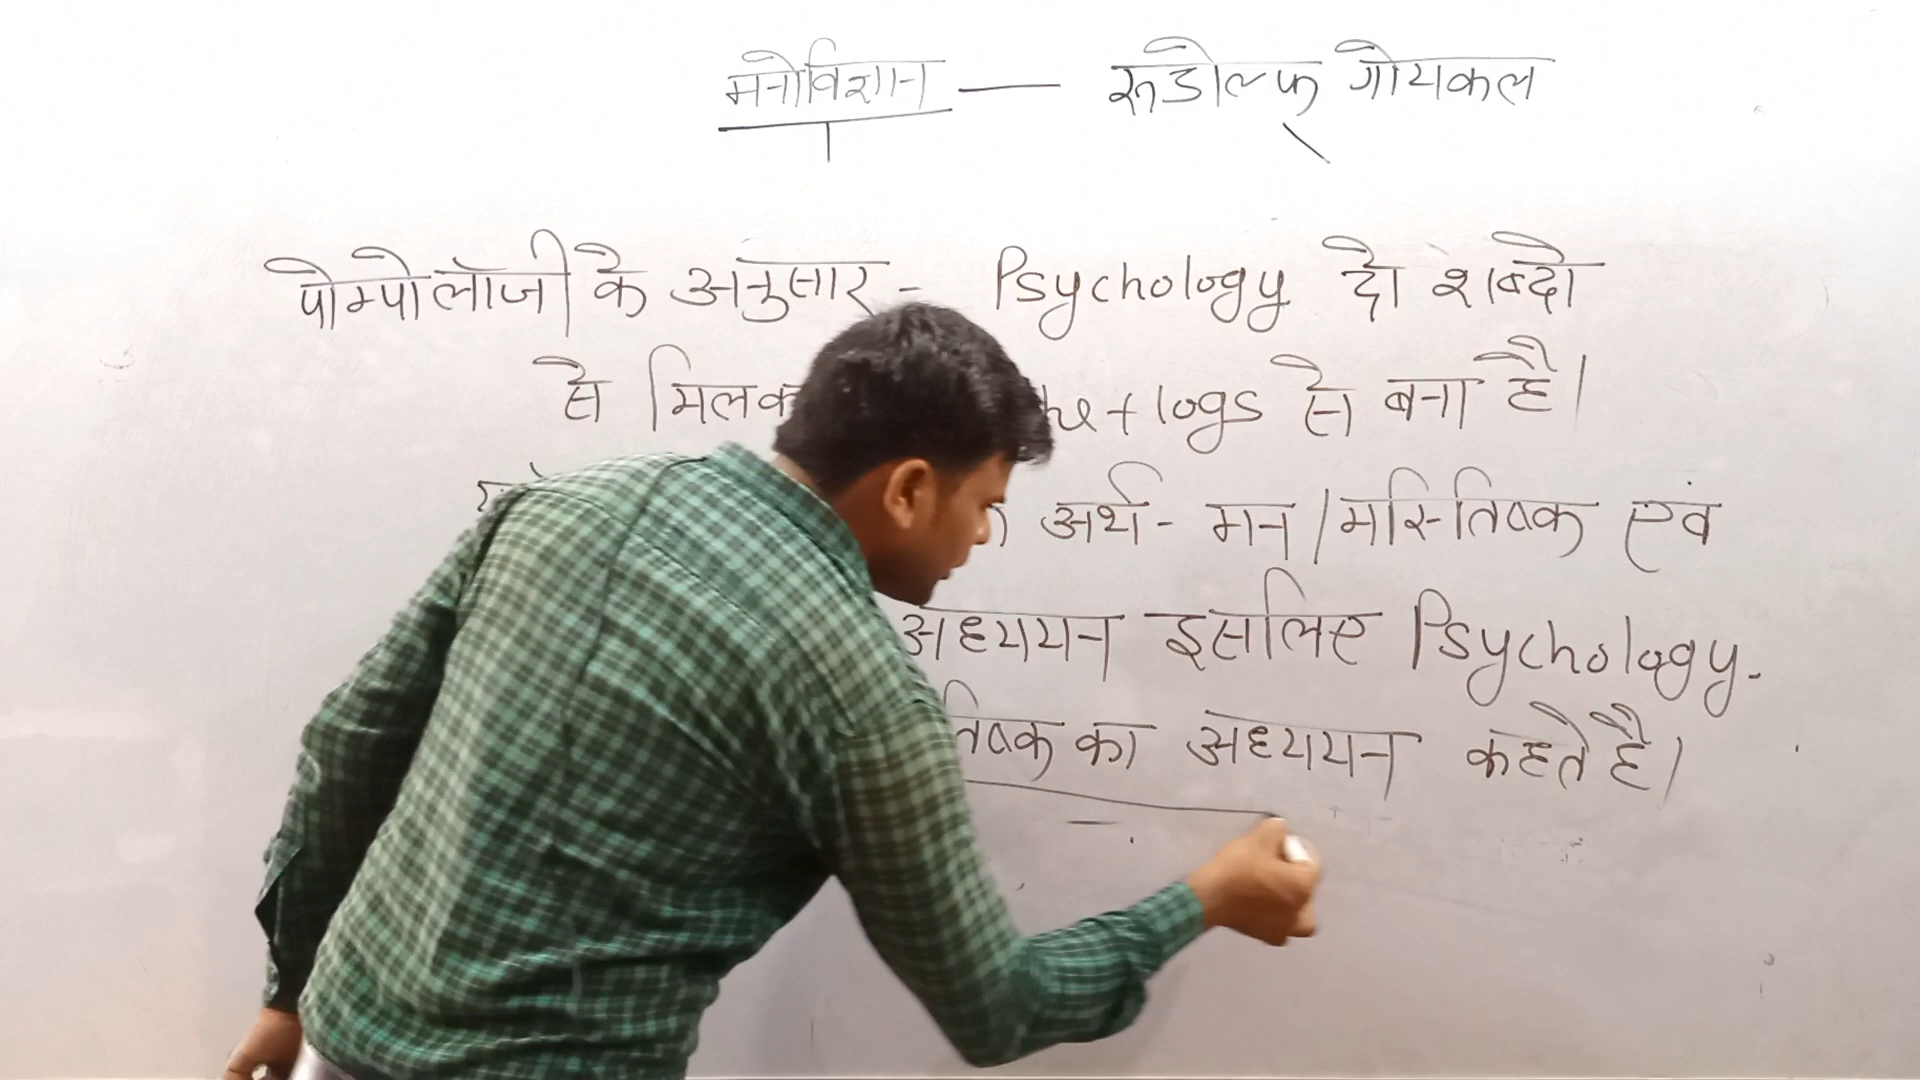 मनोविज्ञान — रूडोल्फ गोयकल
पोम्पोलॉजी के अनुसार - Psychology दो शब्दो
से मिलक he + logs से बना है।
अर्थ - मन / मस्तिष्क एवं
अध्ययन इसलिए Psychology.
तिष्क का अध्ययन कहते है।